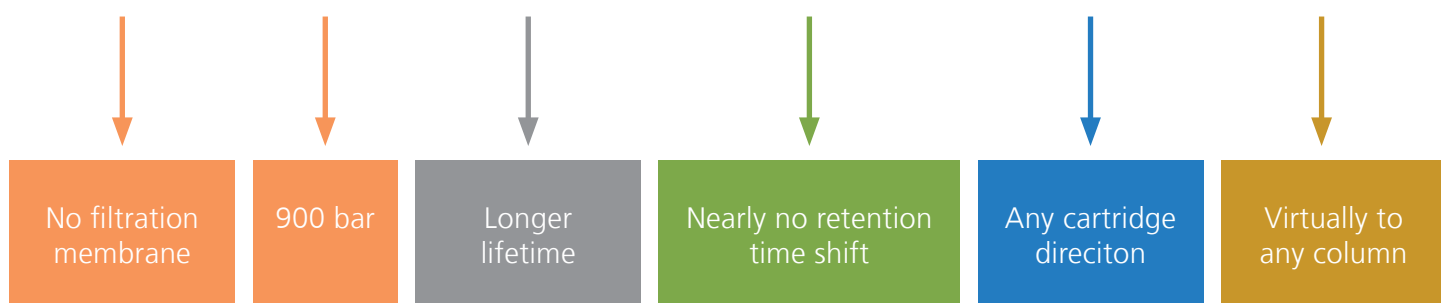 No filtration
membrane
900 bar
Longer
lifetime
Nearly no retention
time shift
Any cartridge
direciton
Virtually to
any column